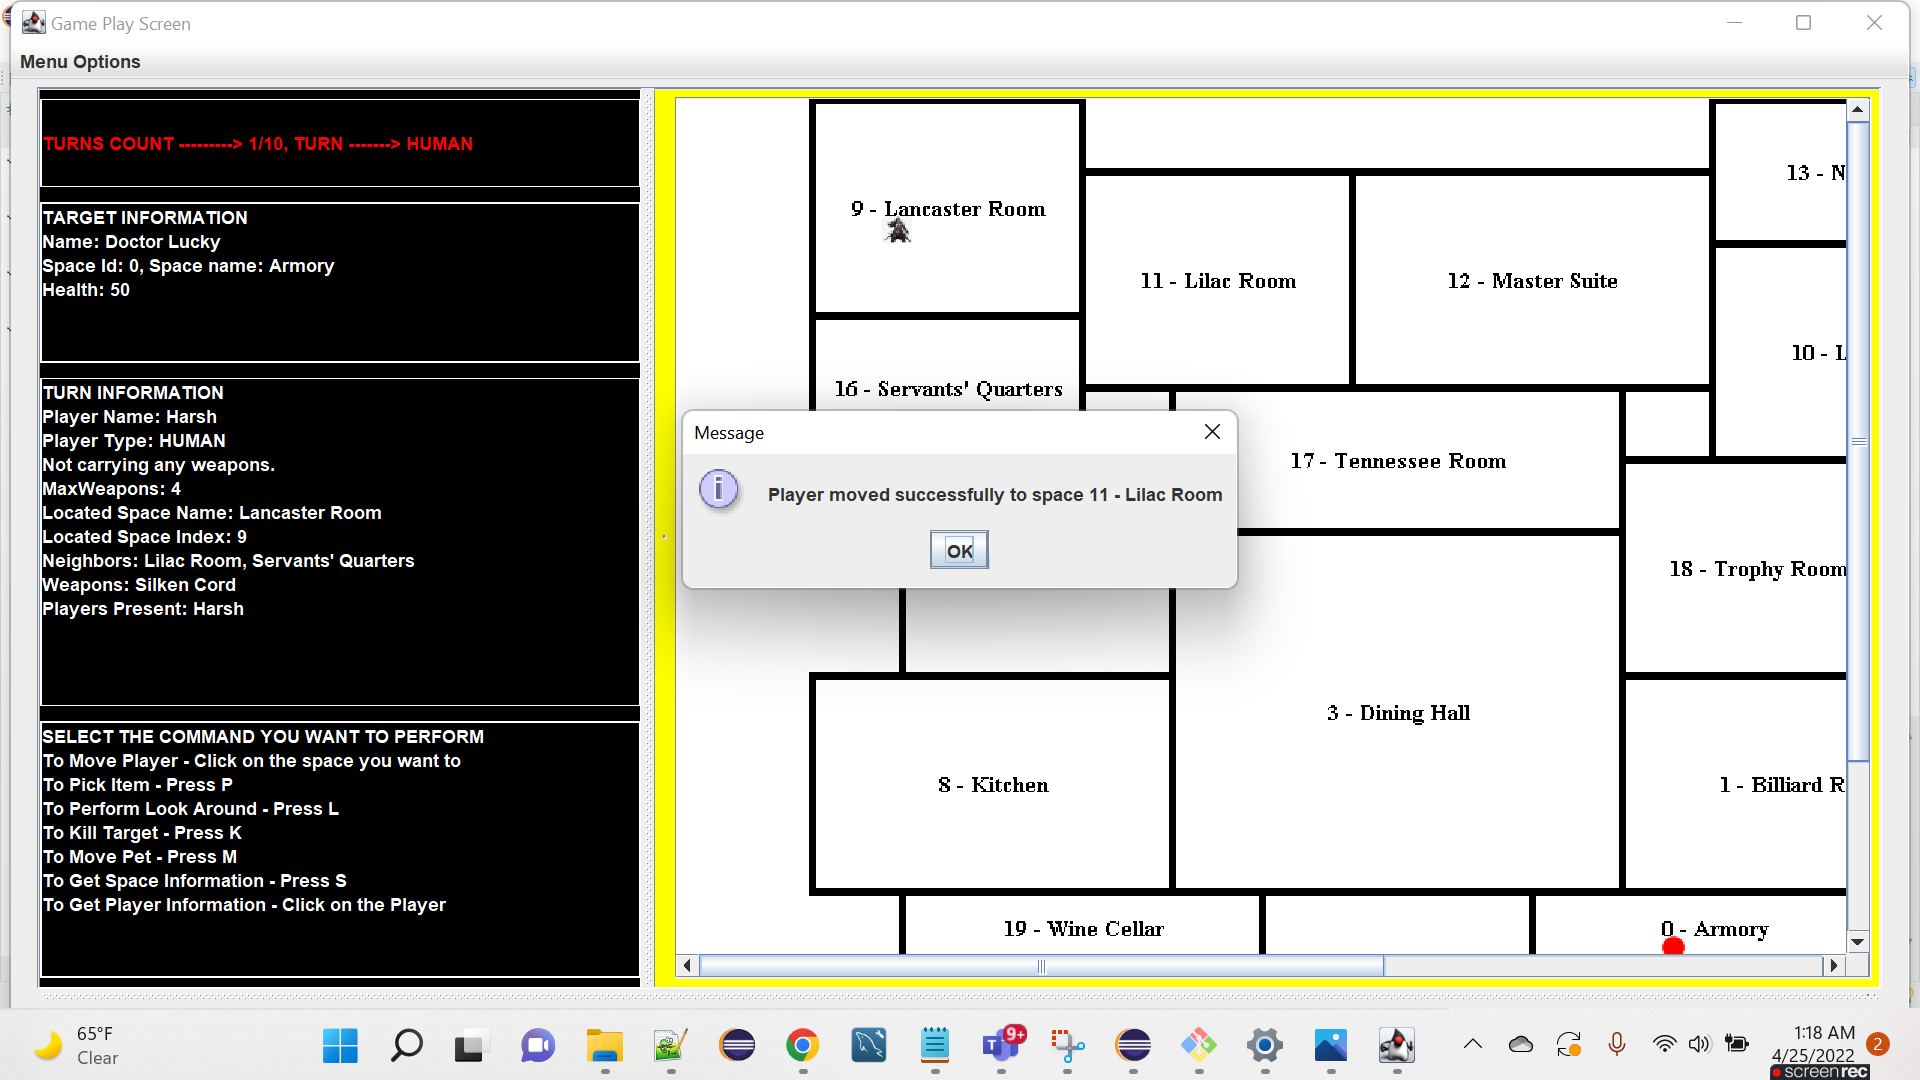 Game Play Screen
Menu Options
TURNS COUNT ---------> 1/10, TURN -------> HUMAN
TARGET INFORMATION
Name: Doctor Lucky
Space Id: 0, Space name: Armory
Health: 50
TURN INFORMATION
Player Name: Harsh
Player Type: HUMAN
Not carrying any weapons.
MaxWeapons: 4
Located Space Name: Lancaster Room
Located Space Index: 9
Neighbors: Lilac Room, Servants' Quarters
Weapons: Silken Cord
Players Present: Harsh
SELECT THE COMMAND YOU WANT TO PERFORM
To Move Player - Click on the space you want to
To Pick Item - Press P
To Perform Look Around - Press L
To Kill Target - Press K
To Move Pet - Press M
To Get Space Information - Press S
To Get Player Information - Click on the Player
13 - N
9 - Lancaster Room
11 - Lilac Room
12 - Master Suite
10 - L
16 - Servants' Quarters
17 - Tennessee Room
Message
Player moved successfully to space 11 - Lilac Room
OK
18 - Trophy Room
3 - Dining Hall
8 - Kitchen
1 - Billiard R
19 - Wine Cellar
0 - Armory
65°F
Clear
9+
1:18 AM
4/25/2022
2
screenrec